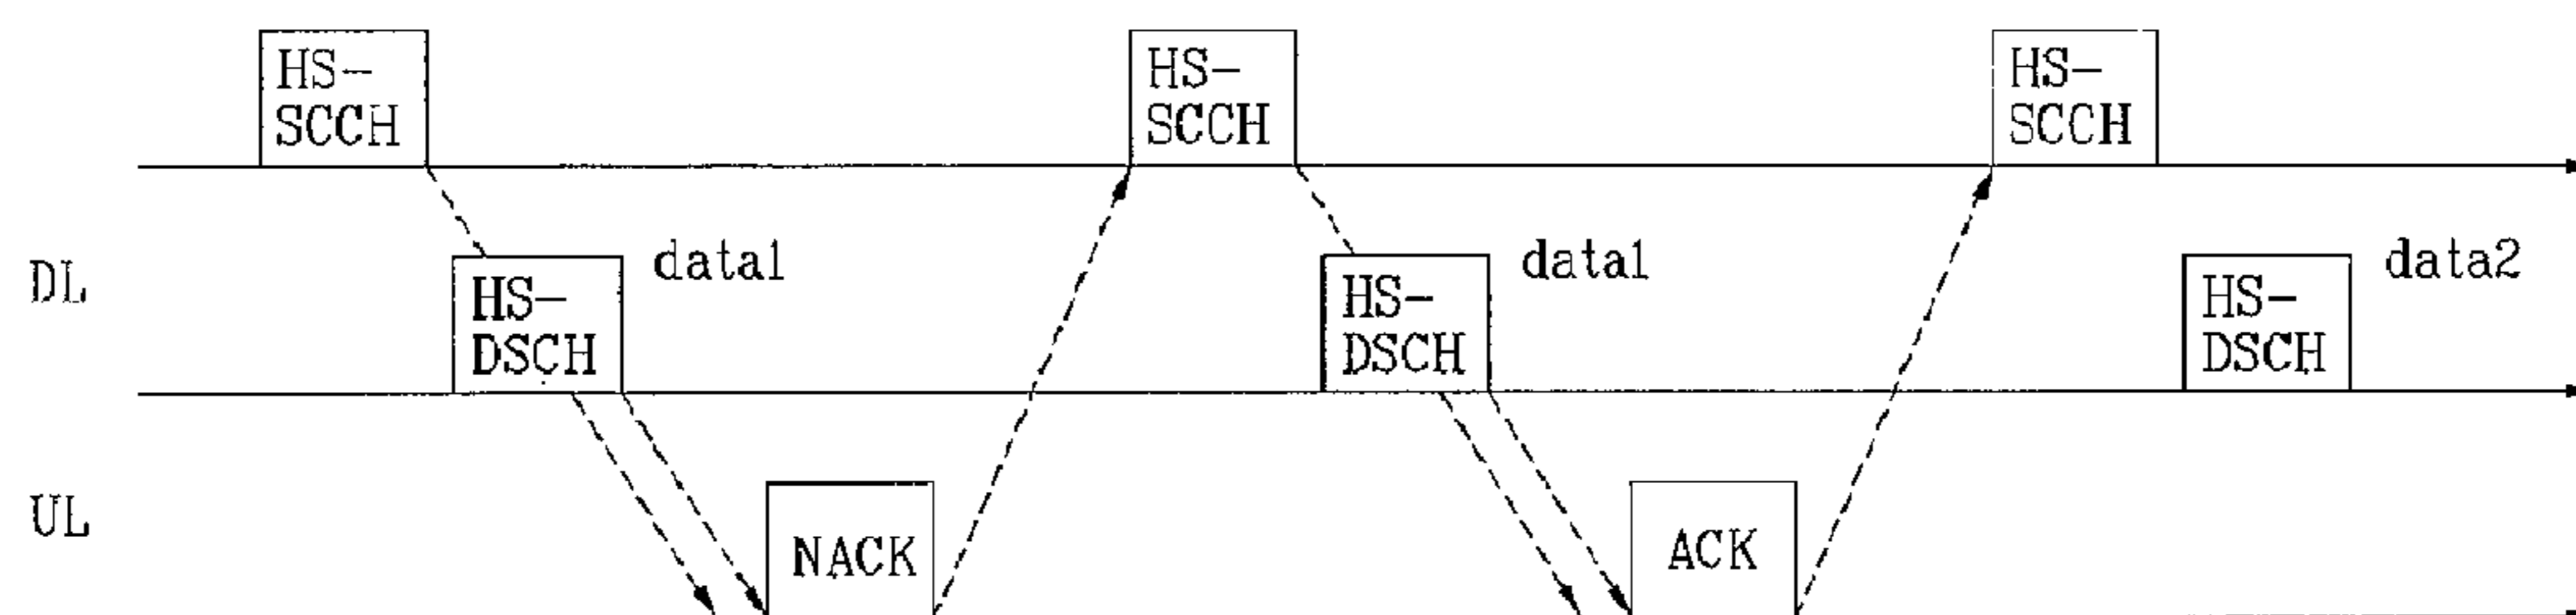 HS-
SCCH
HS-
SCCH
HS-
SCCH
DL
HS-
DSCH
data1
HS-
DSCH
data1
HS-
DSCH
data2
UL
NACK
ACK